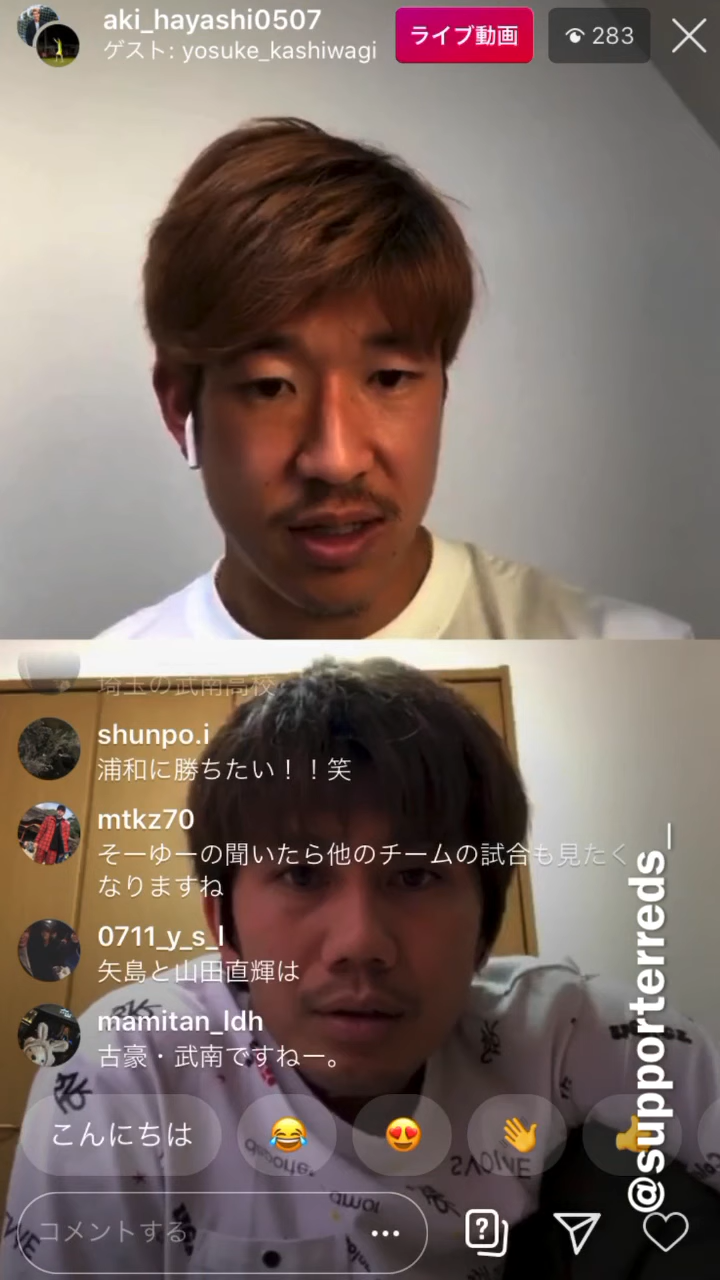 aki_hayashi0507
ゲスト: yosuke_kashiwagi
ライブ動画
283
埼玉の武南高校
shunpo.i
浦和に勝ちたい！！笑
mtkz70
そーゆーの聞いたら他のチームの試合も見たく
なりますね
0711_y_s_l
矢島と山田直輝は
mamitan_ldh
古豪・武南ですねー。
こんにちは
コメントする
@supporterreds_